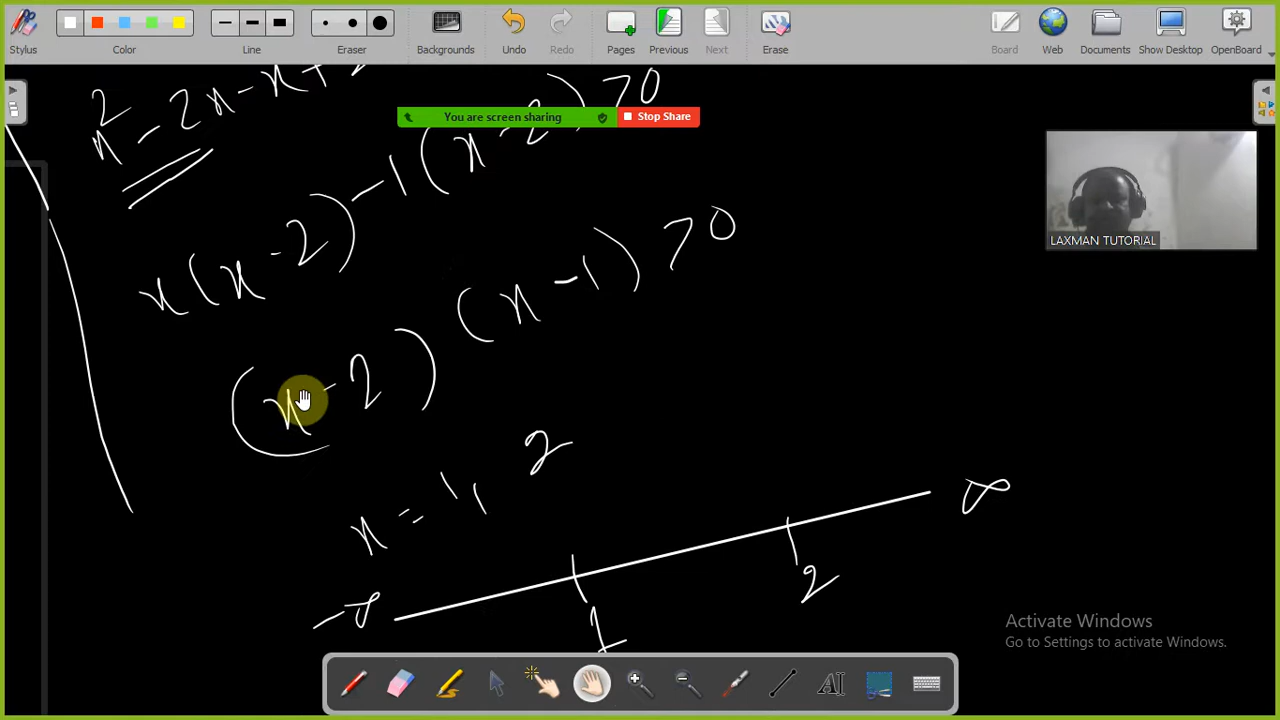 Stylus Color Line Eraser Backgrounds Undo Redo Pages Previous Next Erase Board Web Documents Show Desktop OpenBoard
You are screen sharing Stop Share
x² - 2x - x +
x(x - 2) - 1(x - 2) > 0
(x - 2) (x - 1) > 0
x = 1, 2
-∞ 1 2 ∞
LAXMAN TUTORIAL
Activate Windows
Go to Settings to activate Windows.